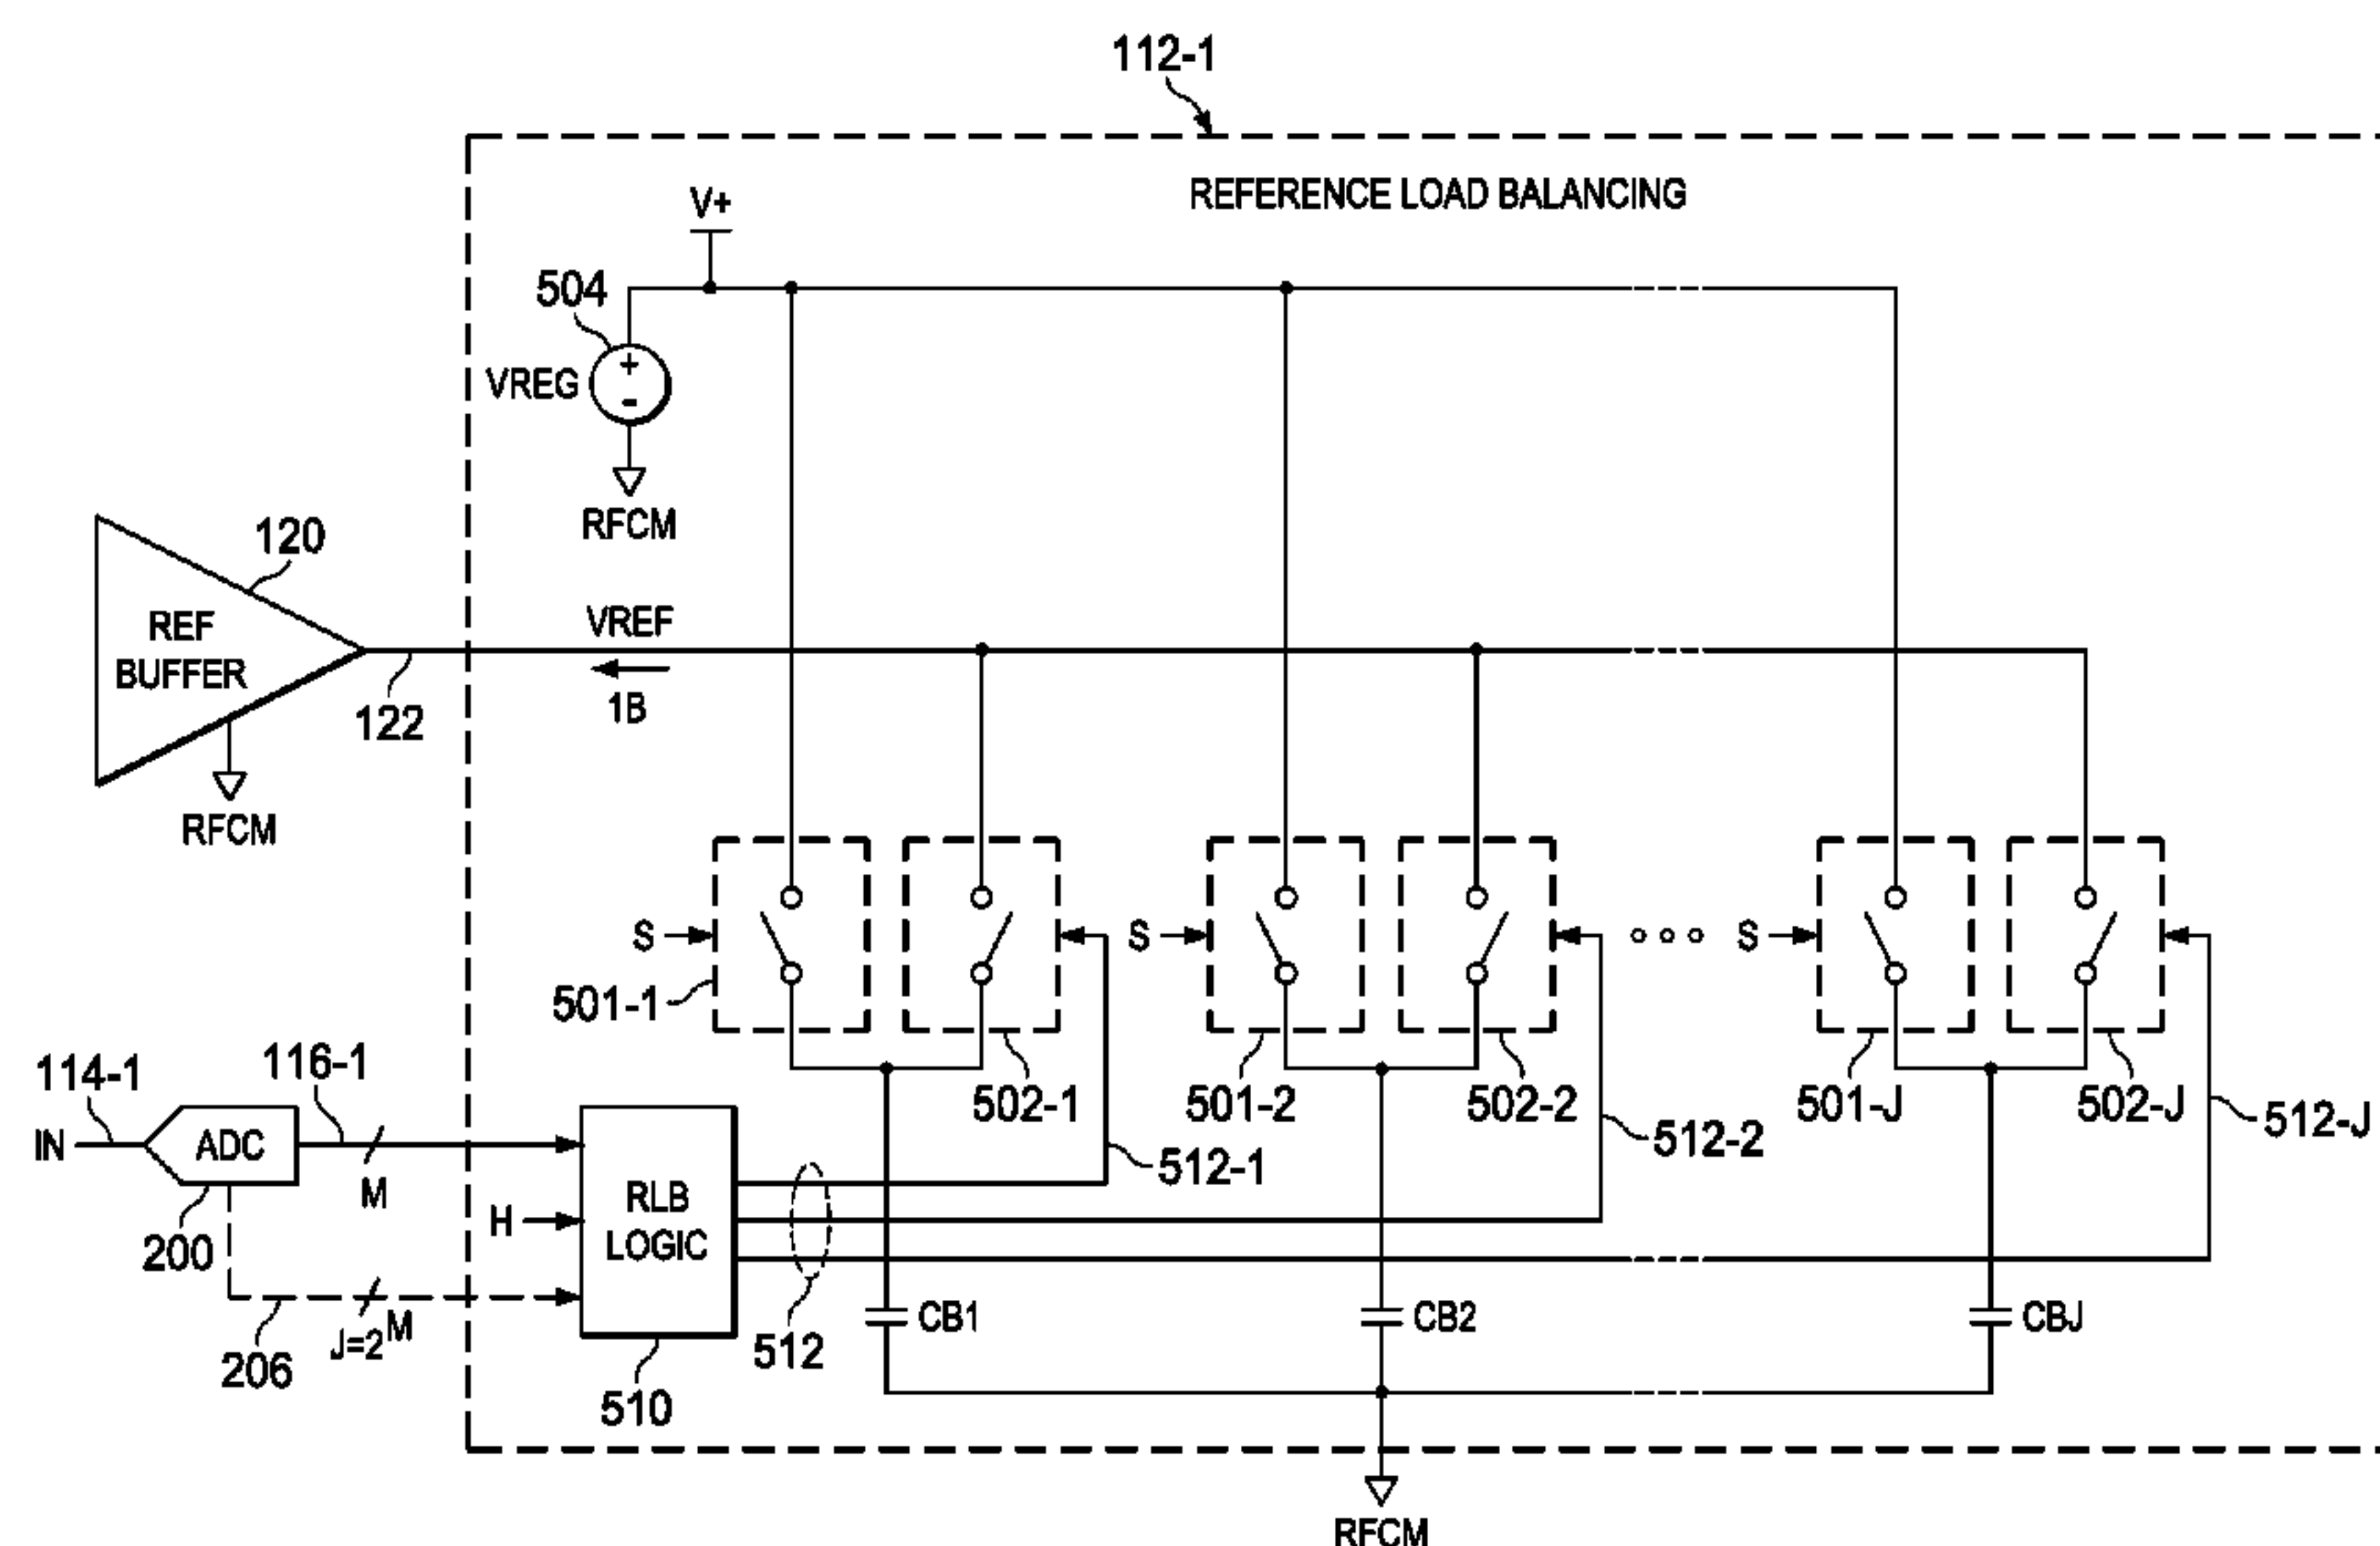 112-1
REFERENCE LOAD BALANCING
V+
504
+
-
VREG
RFCM
120
REF
BUFFER
VREF
1B
122
RFCM
S
S
S
501-1
502-1
501-2
502-2
501-J
502-J
512-1
512-2
512-J
114-1
116-1
IN
ADC
M
200
H
RLB
LOGIC
206
J=2^M
510
512
CB1
CB2
CBJ
RFCM